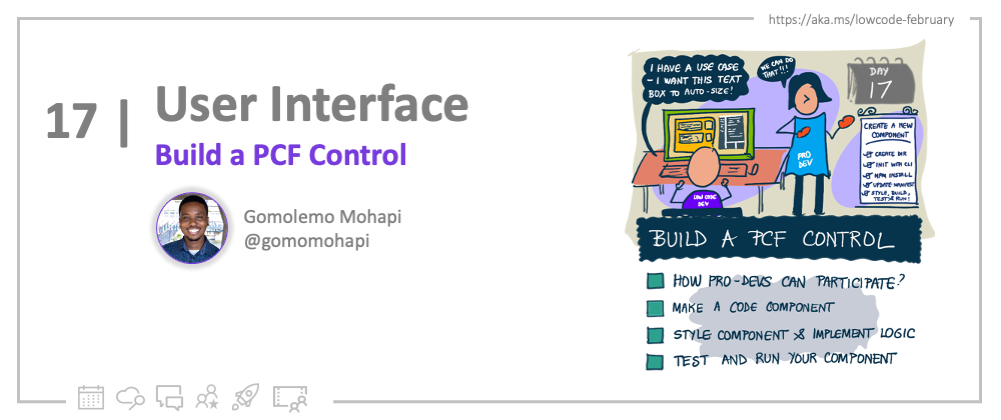 https://aka.ms/lowcode-february
17 |
User Interface
Build a PCF Control
Gomolemo Mohapi
@gomomohapi
I HAVE A USE CASE
- I WANT THIS TEXT
BOX TO AUTO-SIZE!
WE CAN DO
THAT!!!
DAY
17
PRO
DEV
LOW CODE
DEV
CREATE A NEW
COMPONENT
CREATE DIR
INIT WITH CLI
NPM INSTALL
UPDATE MANIFEST
STYLE, BUILD,
TEST & RUN!
BUILD A PCF CONTROL
HOW PRO-DEVS CAN PARTICIPATE?
MAKE A CODE COMPONENT
STYLE COMPONENT & IMPLEMENT LOGIC
TEST AND RUN YOUR COMPONENT